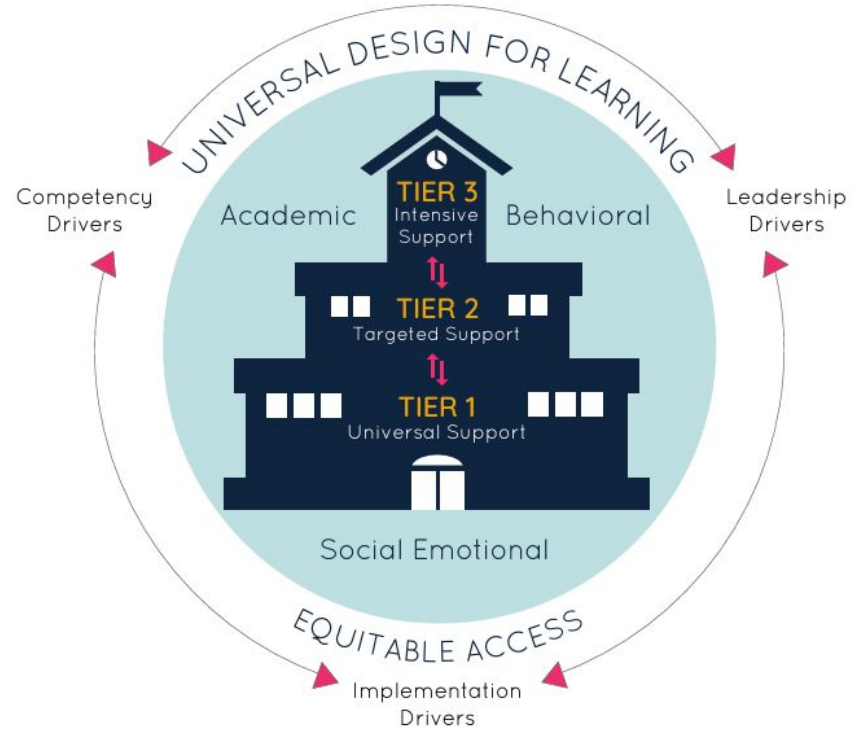 UNIVERSAL DESIGN FOR LEARNING
Competency
Drivers
Leadership
Drivers
Academic
Behavioral
TIER 3
Intensive
Support
TIER 2
Targeted Support
TIER 1
Universal Support
Social Emotional
EQUITABLE ACCESS
Implementation
Drivers